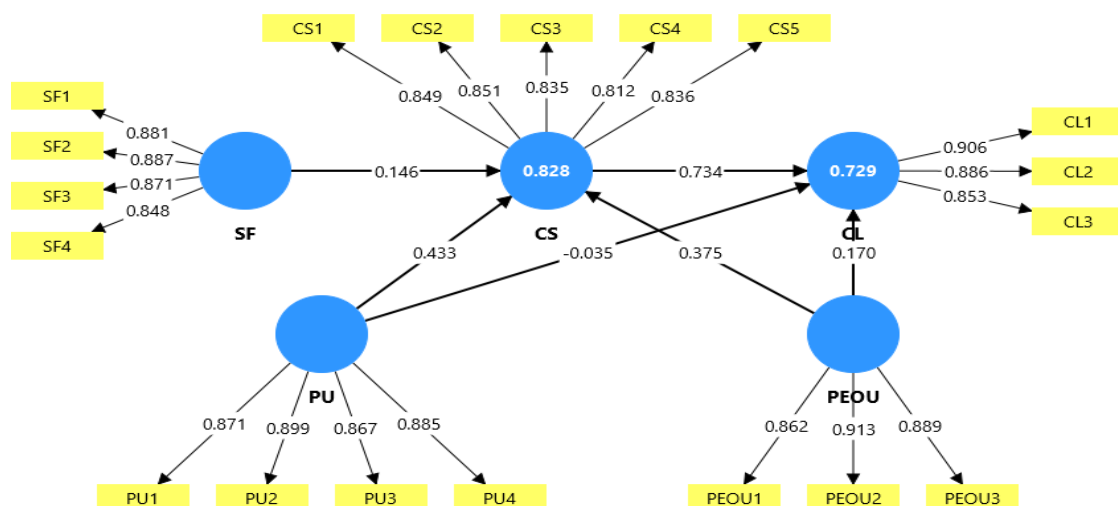 CS1 CS2 CS3 CS4 CS5
0.849 0.851 0.835 0.812 0.836
SF1
SF2
SF3
SF4
0.881
0.887
0.871
0.848
SF
0.146
0.828
CS
0.734
0.729
CL
0.906
0.886
0.853
CL1
CL2
CL3
0.433 -0.035 0.375 0.170
PU
PEOU
0.871 0.899 0.867 0.885
0.862 0.913 0.889
PU1 PU2 PU3 PU4
PEOU1 PEOU2 PEOU3